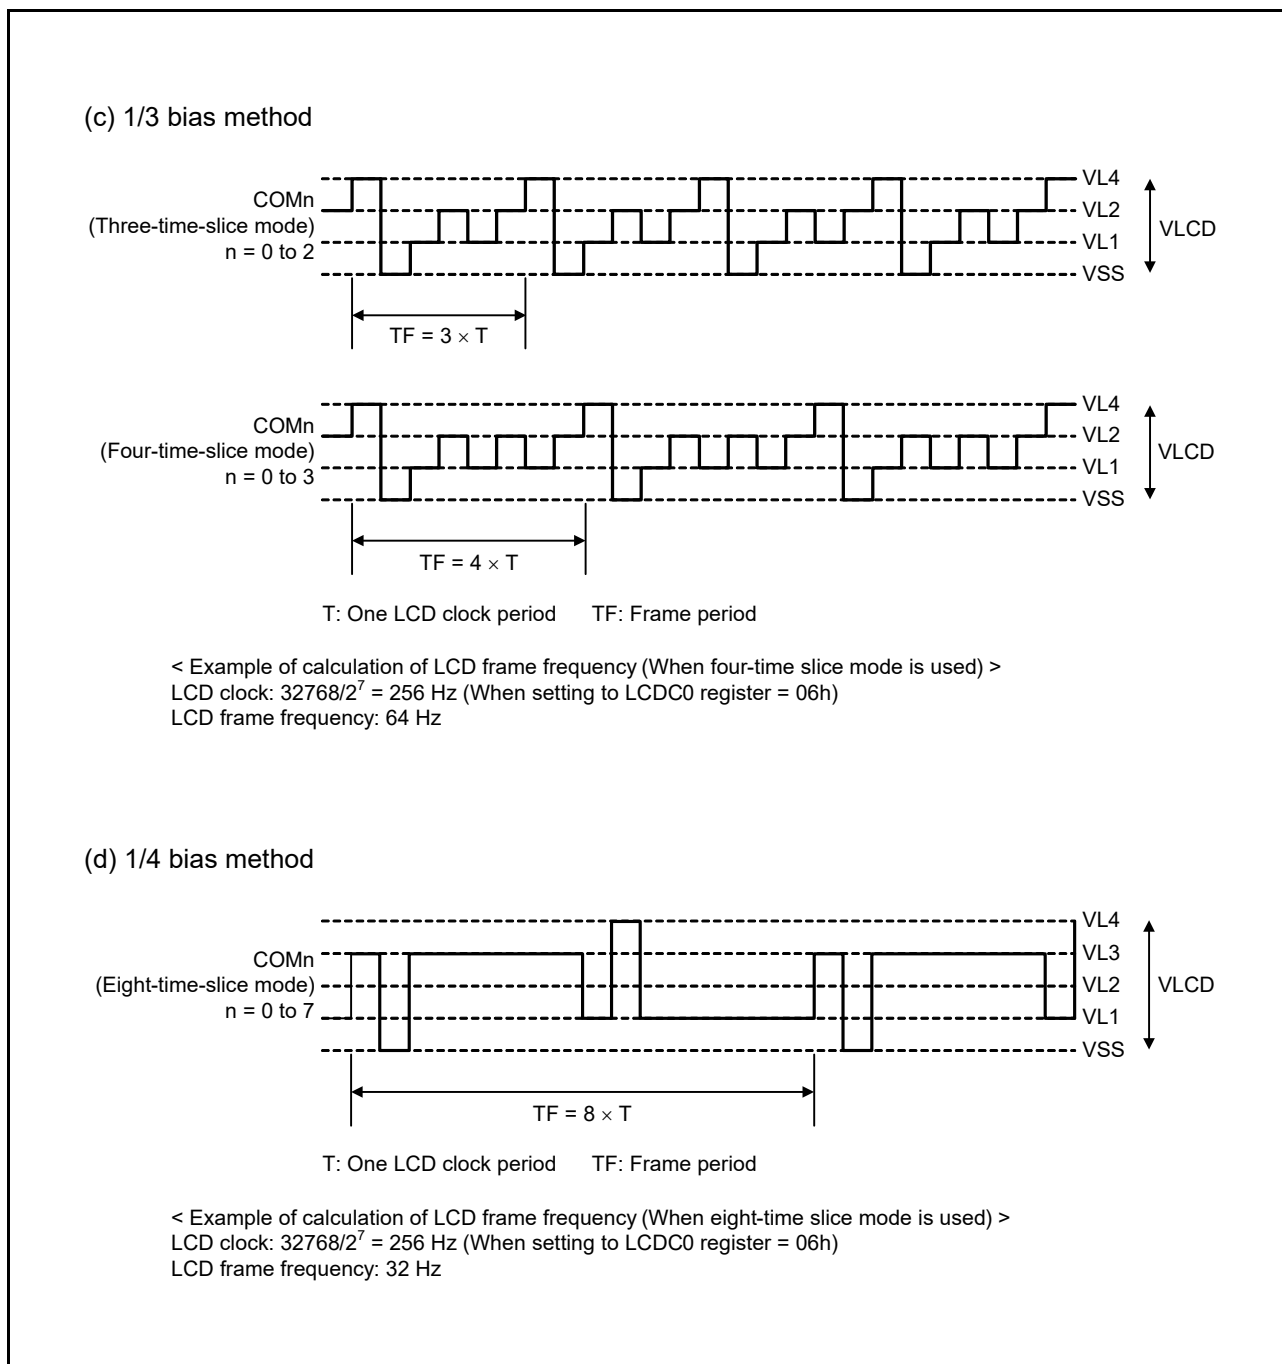 (c) 1/3 bias method
COMn
(Three-time-slice mode)
n = 0 to 2
VL4
VL2
VL1
VSS
VLCD
TF = 3 × T
COMn
(Four-time-slice mode)
n = 0 to 3
VL4
VL2
VL1
VSS
VLCD
TF = 4 × T
T: One LCD clock period TF: Frame period
< Example of calculation of LCD frame frequency (When four-time slice mode is used) >
LCD clock: 32768/2⁷ = 256 Hz (When setting to LCDC0 register = 06h)
LCD frame frequency: 64 Hz
(d) 1/4 bias method
COMn
(Eight-time-slice mode)
n = 0 to 7
VL4
VL3
VL2
VL1
VSS
VLCD
TF = 8 × T
T: One LCD clock period TF: Frame period
< Example of calculation of LCD frame frequency (When eight-time slice mode is used) >
LCD clock: 32768/2⁷ = 256 Hz (When setting to LCDC0 register = 06h)
LCD frame frequency: 32 Hz